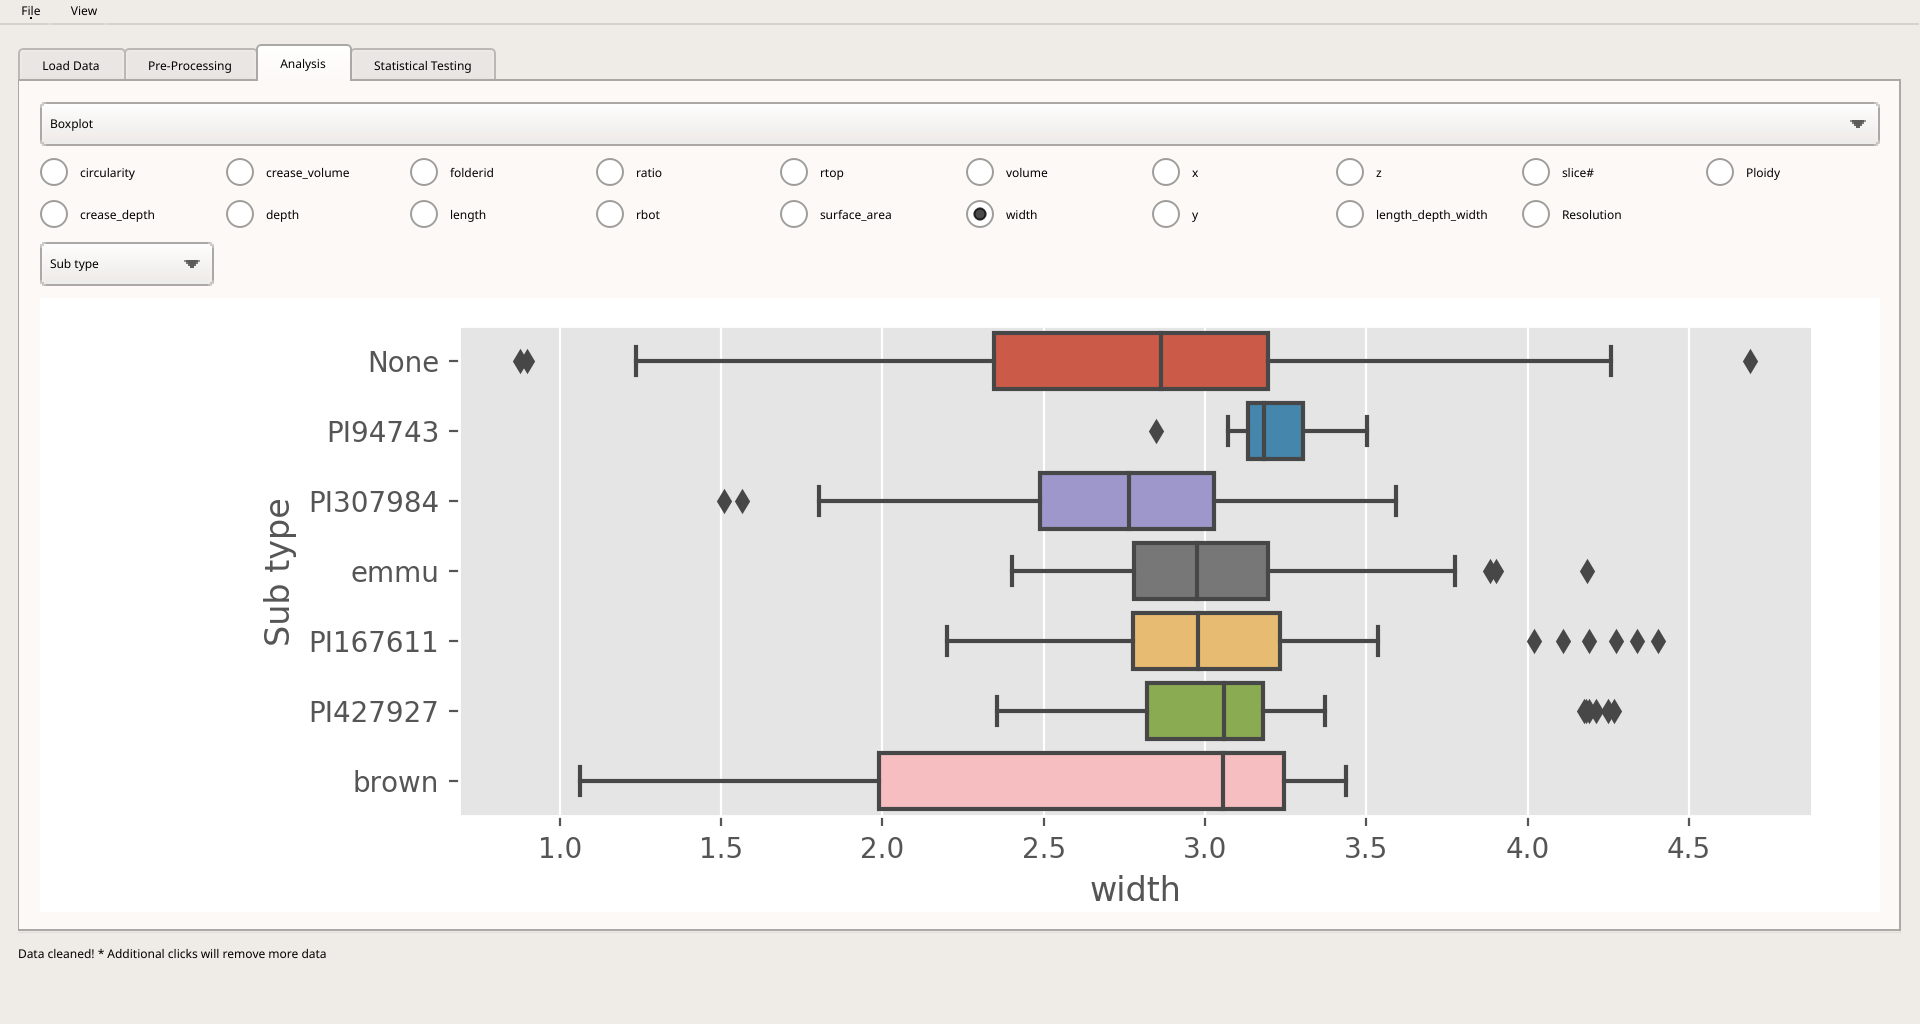 File View
Load Data Pre-Processing Analysis Statistical Testing
Boxplot
circularity crease_volume folderid ratio rtop volume x z slice# Ploidy
crease_depth depth length rbot surface_area width y length_depth_width Resolution
Sub type
None
PI94743
PI307984
emmu
PI167611
PI427927
brown
Sub type
1.0 1.5 2.0 2.5 3.0 3.5 4.0 4.5
width
Data cleaned! * Additional clicks will remove more data